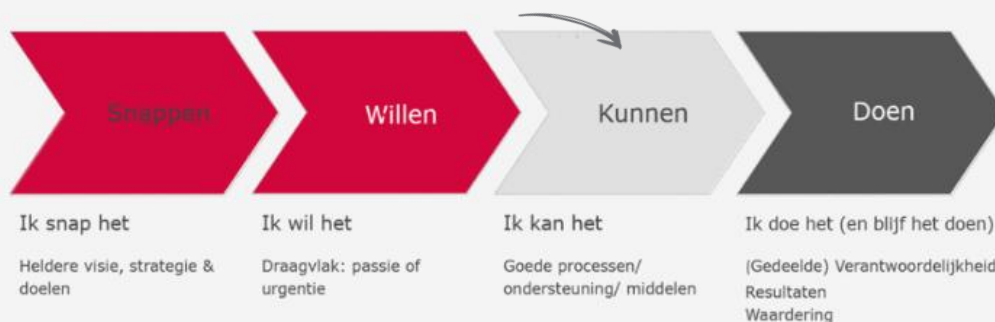 Snappen
Willen
Kunnen
Doen
Ik snap het
Ik wil het
Ik kan het
Ik doe het (en blijf het doen)
Heldere visie, strategie &
doelen
Draagvlak: passie of
urgentie
Goede processen/
ondersteuning/ middelen
(Gedeelde) Verantwoordelijkheid
Resultaten
Waardering